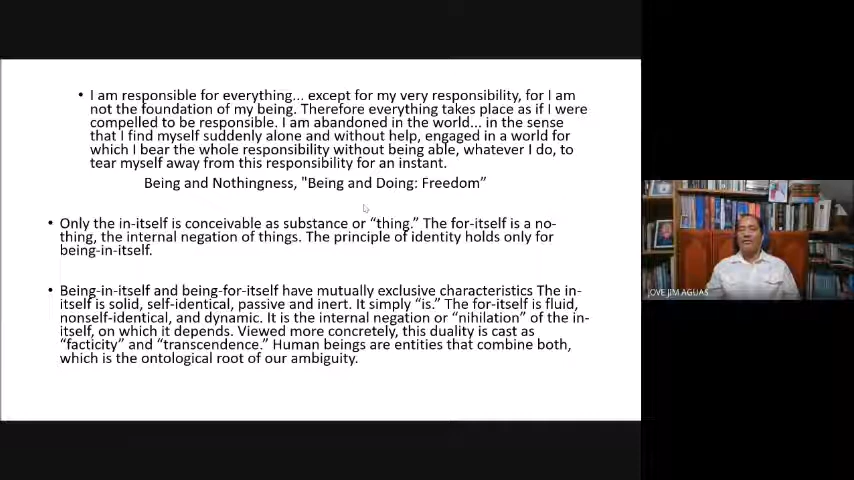 • I am responsible for everything... except for my very responsibility, for I am
not the foundation of my being. Therefore everything takes place as if I were
compelled to be responsible. I am abandoned in the world... in the sense
that I find myself suddenly alone and without help, engaged in a world for
which I bear the whole responsibility without being able, whatever I do, to
tear myself away from this responsibility for an instant.
Being and Nothingness, "Being and Doing: Freedom”
• Only the in-itself is conceivable as substance or “thing.” The for-itself is a no-
thing, the internal negation of things. The principle of identity holds only for
being-in-itself.
• Being-in-itself and being-for-itself have mutually exclusive characteristics The in-
itself is solid, self-identical, passive and inert. It simply “is.” The for-itself is fluid,
nonself-identical, and dynamic. It is the internal negation or “nihilation” of the in-
itself, on which it depends. Viewed more concretely, this duality is cast as
“facticity” and “transcendence.” Human beings are entities that combine both,
which is the ontological root of our ambiguity.
JOVE JIM AGUAS